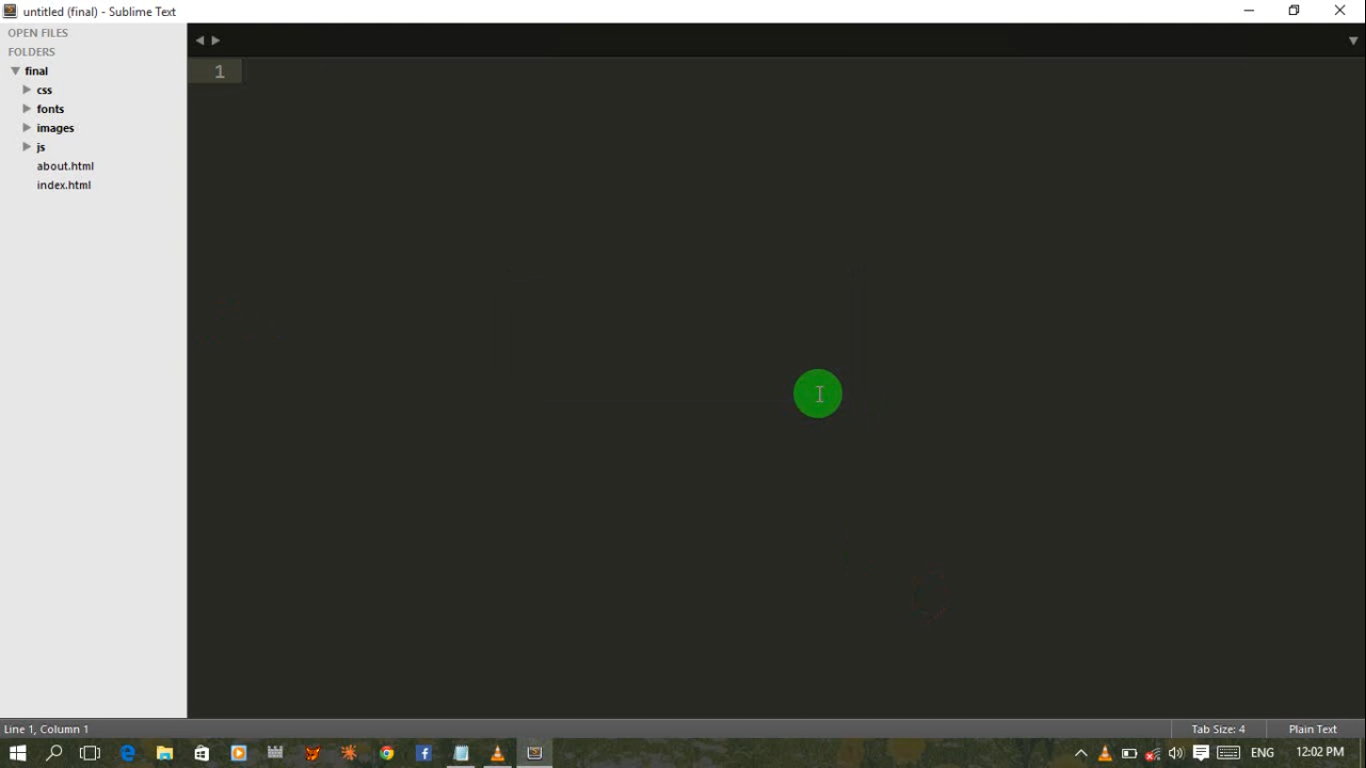 untitled (final) - Sublime Text
OPEN FILES
FOLDERS
final
css
fonts
images
js
about.html
index.html
1
Line 1, Column 1
Tab Size: 4
Plain Text
ENG
12:02 PM